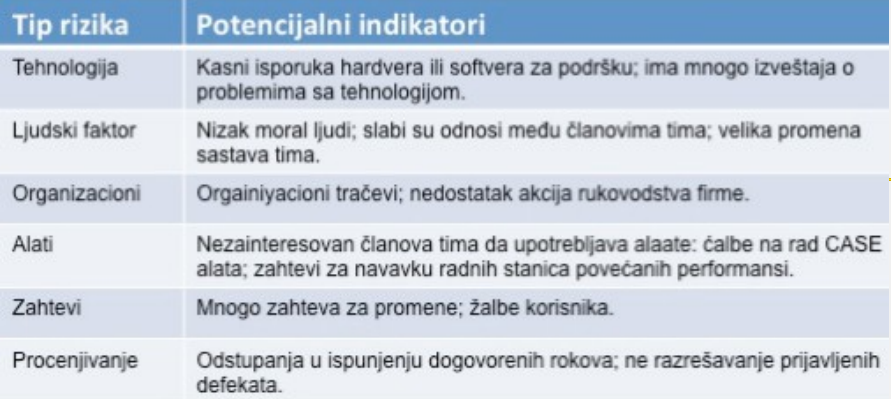 Tip rizika Potencijalni indikatori
Tehnologija Kasni isporuka hardvera ili softvera za podršku; ima mnogo izveštaja o
problemima sa tehnologijom.
Ljudski faktor Nizak moral ljudi; slabi su odnosi među članovima tima; velika promena
sastava tima.
Organizacioni Orgainiyacioni tračevi; nedostatak akcija rukovodstva firme.
Alati Nezainteresovan članova tima da upotrebljava alaate: ćalbe na rad CASE
alata; zahtevi za navavku radnih stanica povećanih performansi.
Zahtevi Mnogo zahteva za promene; žalbe korisnika.
Procenjivanje Odstupanja u ispunjenju dogovorenih rokova; ne razrešavanje prijavljenih
defekata.